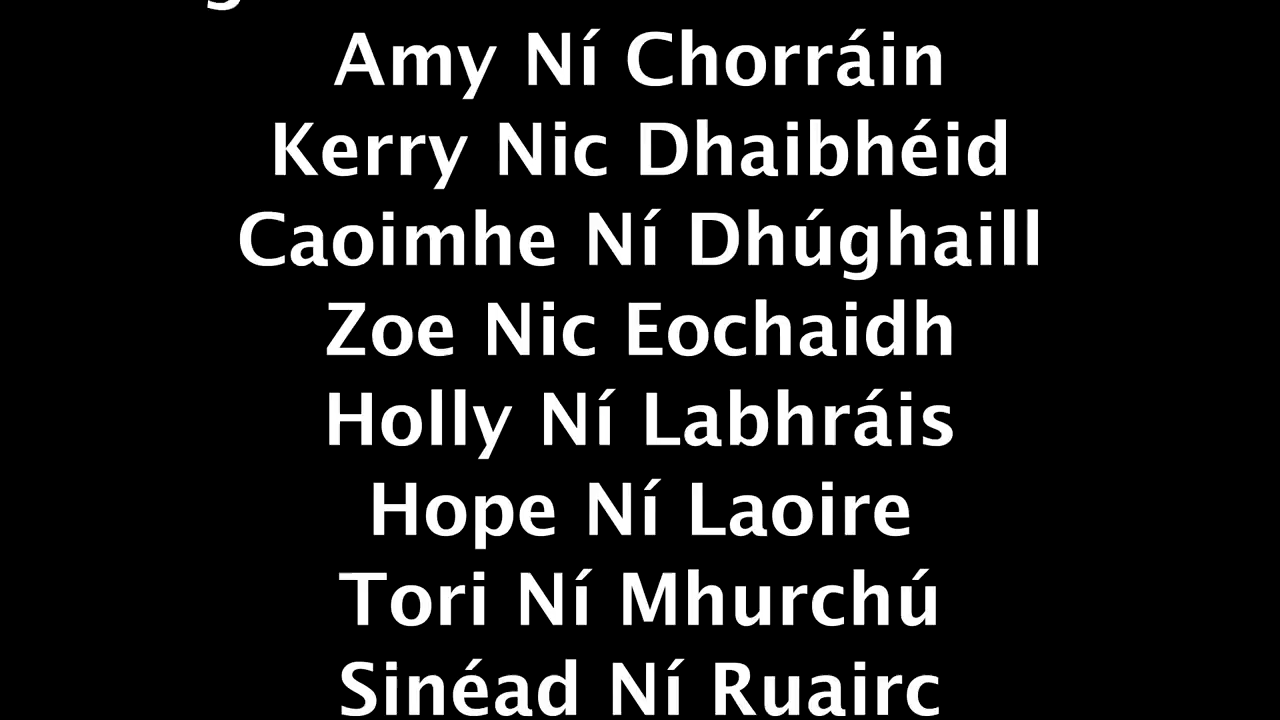 Amy Ní Chorráin
Kerry Nic Dhaibhéid
Caoimhe Ní Dhúghaill
Zoe Nic Eochaidh
Holly Ní Labhráis
Hope Ní Laoire
Tori Ní Mhurchú
Sinéad Ní Ruairc